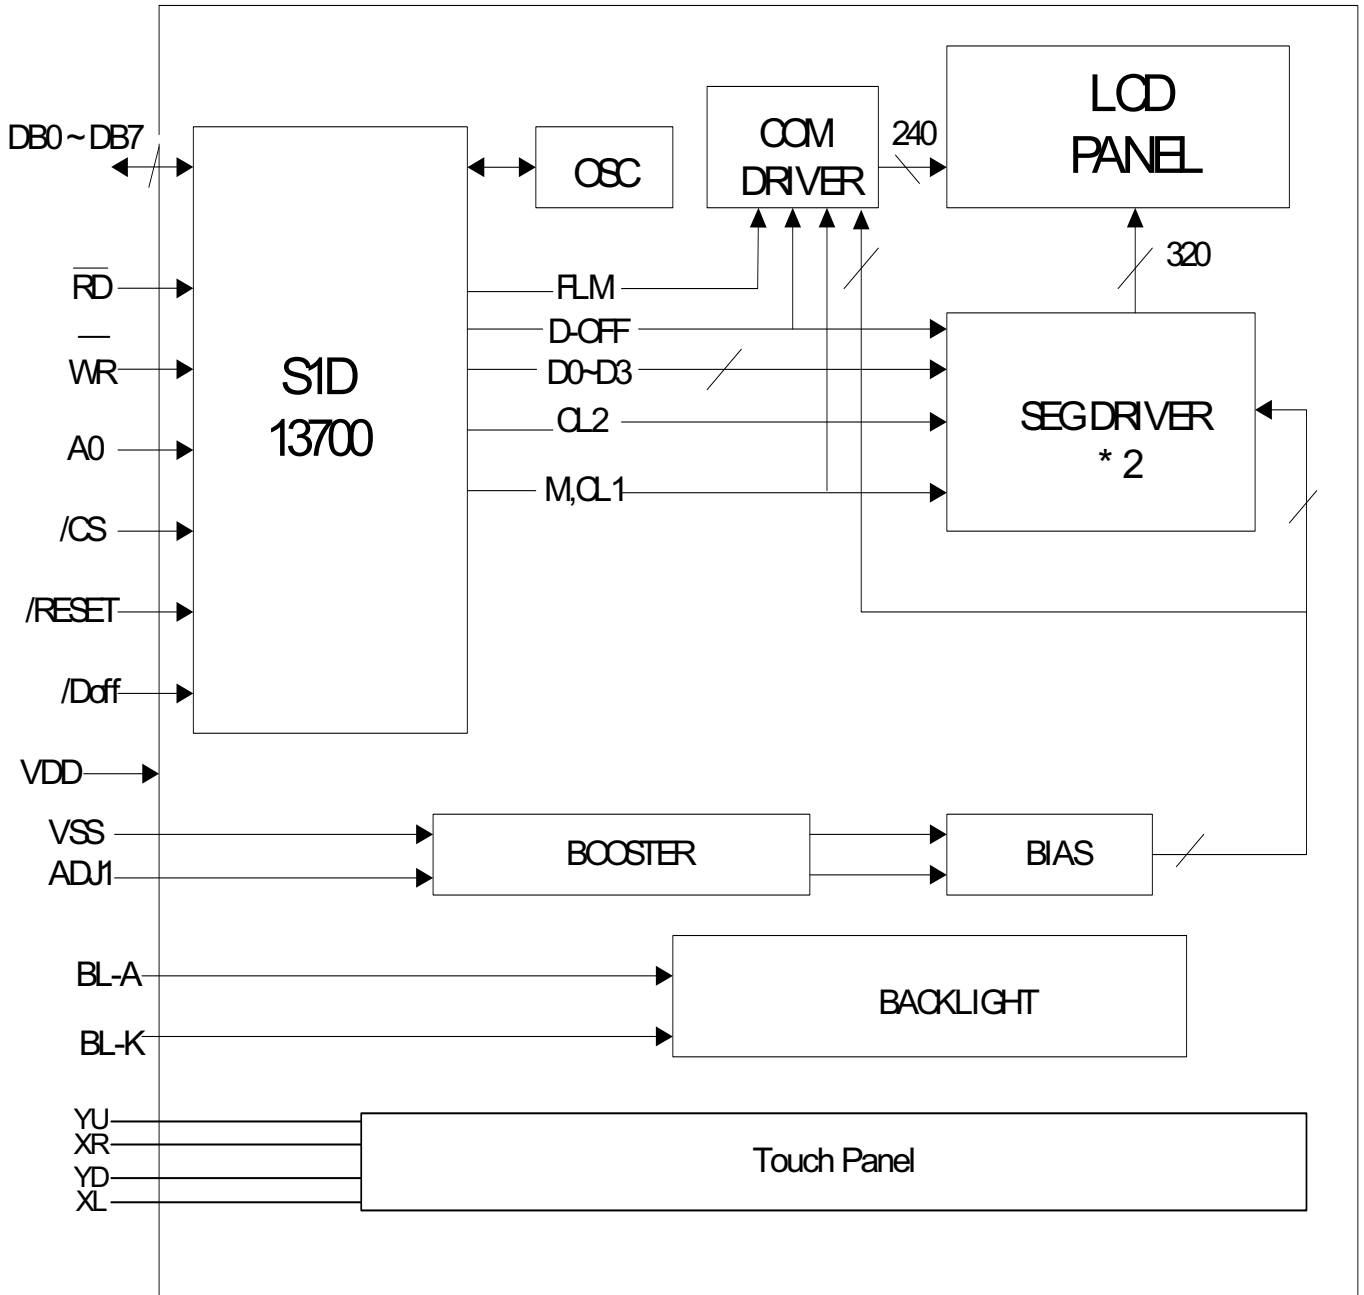 LCD
PANEL
COM
DRIVER
240
DB0~DB7
OSC
320
RD
FLM
D-OFF
WR
S1D
13700
D0~D3
CL2
SEG DRIVER
* 2
A0
M,CL1
/CS
/RESET
/Doff
VDD
VSS
BOOSTER
BIAS
ADJ1
BL-A
BACKLIGHT
BL-K
YU
XR
Touch Panel
YD
XL